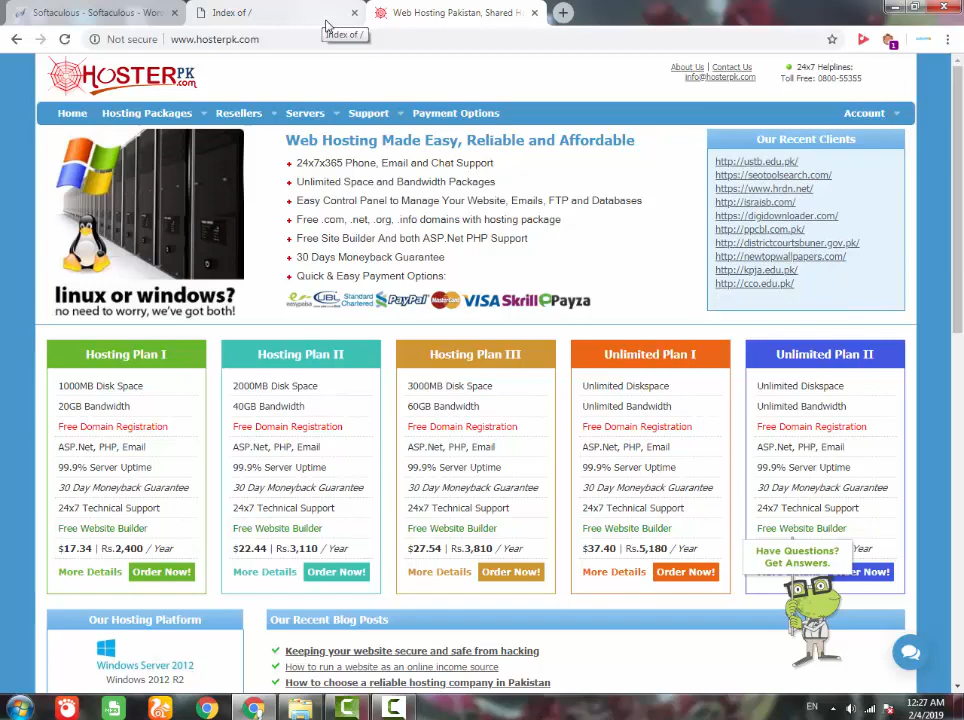 Softaculous - Softaculous - Wor
Index of /
Web Hosting Pakistan, Shared H
Index of /
Not secure
www.hosterpk.com
1
HOSTERPK
.com
About Us | Contact Us
info@hosterpk.com
24x7 Helplines:
Toll Free: 0800-55355
Home
Hosting Packages
Resellers
Servers
Support
Payment Options
Account
linux or windows?
no need to worry, we've got both!
Web Hosting Made Easy, Reliable and Affordable
24x7x365 Phone, Email and Chat Support
Unlimited Space and Bandwidth Packages
Easy Control Panel to Manage Your Website, Emails, FTP and Databases
Free .com, .net, .org, .info domains with hosting package
Free Site Builder And both ASP.Net PHP Support
30 Days Moneyback Guarantee
Quick & Easy Payment Options:
easypaisa UBL Standard Chartered PayPal MasterCard VISA Skrill Payza
Our Recent Clients
http://ustb.edu.pk/
https://seotoolsearch.com/
https://www.hrdn.net/
http://israisb.com/
https://digidownloader.com/
http://ppcbl.com.pk/
http://districtcourtsbuner.gov.pk/
http://newtopwallpapers.com/
http://kpja.edu.pk/
http://cco.edu.pk/
Hosting Plan I
1000MB Disk Space
20GB Bandwidth
Free Domain Registration
ASP.Net, PHP, Email
99.9% Server Uptime
30 Day Moneyback Guarantee
24x7 Technical Support
Free Website Builder
$17.34 | Rs.2,400 / Year
More Details
Order Now!
Hosting Plan II
2000MB Disk Space
40GB Bandwidth
Free Domain Registration
ASP.Net, PHP, Email
99.9% Server Uptime
30 Day Moneyback Guarantee
24x7 Technical Support
Free Website Builder
$22.44 | Rs.3,110 / Year
More Details
Order Now!
Hosting Plan III
3000MB Disk Space
60GB Bandwidth
Free Domain Registration
ASP.Net, PHP, Email
99.9% Server Uptime
30 Day Moneyback Guarantee
24x7 Technical Support
Free Website Builder
$27.54 | Rs.3,810 / Year
More Details
Order Now!
Unlimited Plan I
Unlimited Diskspace
Unlimited Bandwidth
Free Domain Registration
ASP.Net, PHP, Email
99.9% Server Uptime
30 Day Moneyback Guarantee
24x7 Technical Support
Free Website Builder
$37.40 | Rs.5,180 / Year
More Details
Order Now!
Unlimited Plan II
Unlimited Diskspace
Unlimited Bandwidth
Free Domain Registration
ASP.Net, PHP, Email
99.9% Server Uptime
30 Day Moneyback Guarantee
24x7 Technical Support
Free Website Builder
Have Questions?
Get Answers.
Now!
Our Hosting Platform
Windows Server 2012
Windows 2012 R2
Our Recent Blog Posts
Keeping your website secure and safe from hacking
How to run a website as an online income source
How to choose a reliable hosting company in Pakistan
EN
12:27 AM
2/4/2019